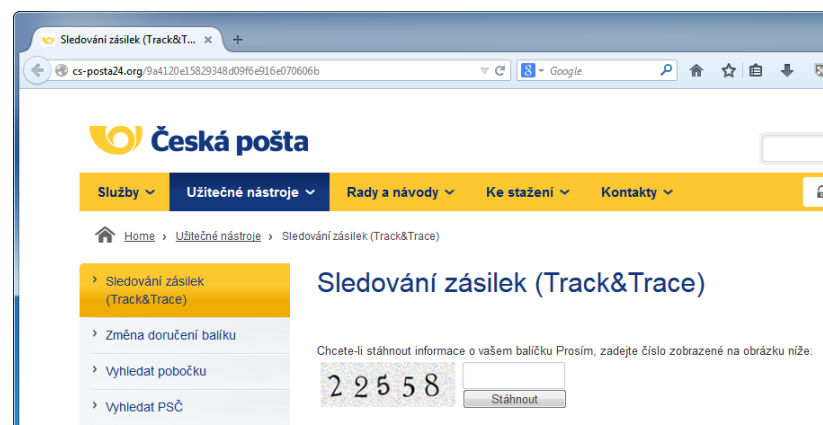 Sledování zásilek (Track&T... × +
cs-posta24.org/9a4120e15829348d09f6e916e070606b
8 Google
Česká pošta
Služby Užitečné nástroje Rady a návody Ke stažení Kontakty
Home › Užitečné nástroje › Sledování zásilek (Track&Trace)
› Sledování zásilek
(Track&Trace)
› Změna doručení balíku
› Vyhledat pobočku
› Vyhledat PSČ
Sledování zásilek (Track&Trace)
Chcete-li stáhnout informace o vašem balíčku Prosím, zadejte číslo zobrazené na obrázku níže:
22558
Stáhnout